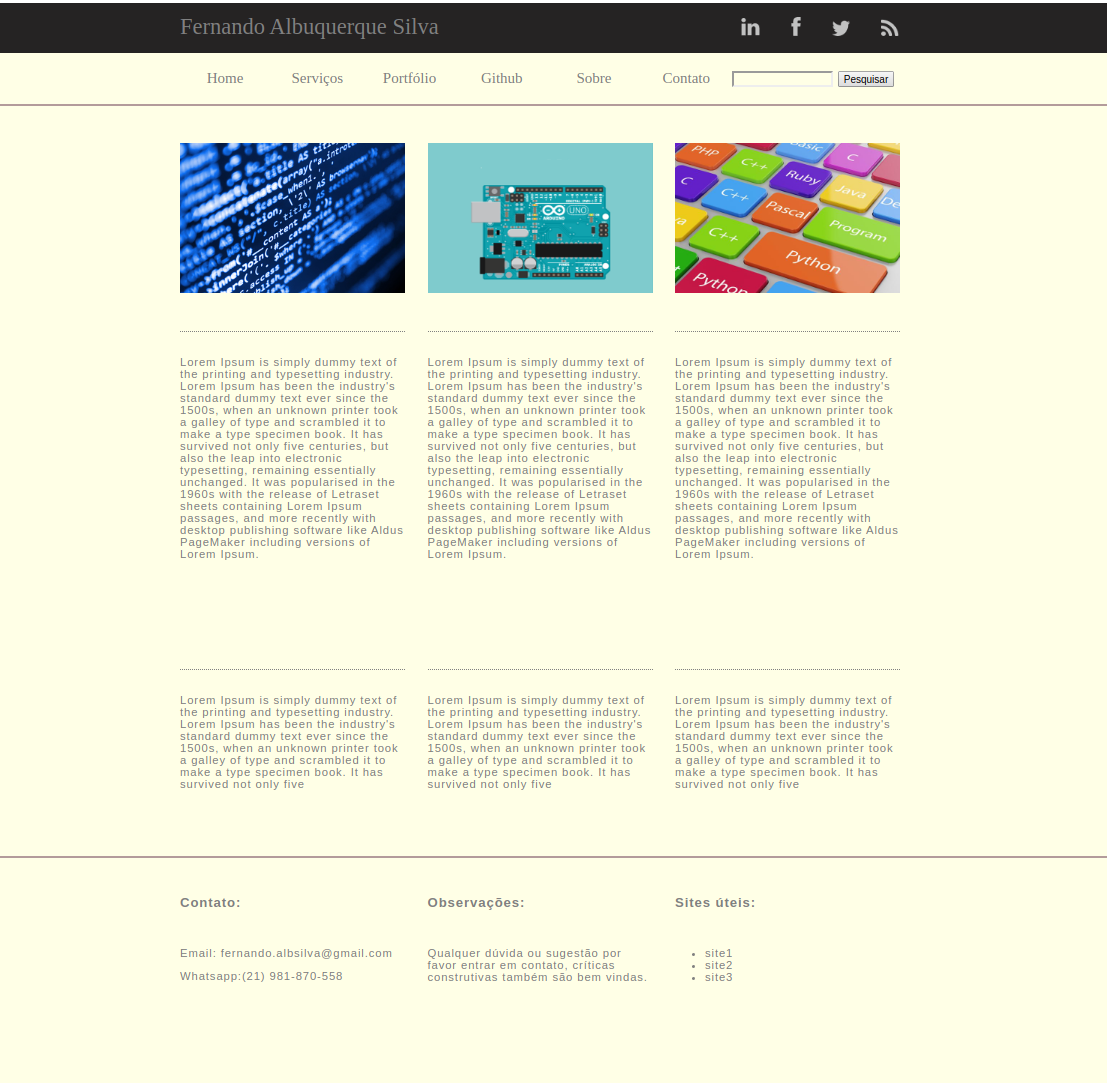 Fernando Albuquerque Silva
Home Serviços Portfólio Github Sobre Contato Pesquisar
ARDUINO
UNO
PHP
C++
Basic
C
C
C++
Ruby
Java
Pascal
Program
C++
Python
Python
Lorem Ipsum is simply dummy text of
the printing and typesetting industry.
Lorem Ipsum has been the industry's
standard dummy text ever since the
1500s, when an unknown printer took
a galley of type and scrambled it to
make a type specimen book. It has
survived not only five centuries, but
also the leap into electronic
typesetting, remaining essentially
unchanged. It was popularised in the
1960s with the release of Letraset
sheets containing Lorem Ipsum
passages, and more recently with
desktop publishing software like Aldus
PageMaker including versions of
Lorem Ipsum.
Lorem Ipsum is simply dummy text of
the printing and typesetting industry.
Lorem Ipsum has been the industry's
standard dummy text ever since the
1500s, when an unknown printer took
a galley of type and scrambled it to
make a type specimen book. It has
survived not only five centuries, but
also the leap into electronic
typesetting, remaining essentially
unchanged. It was popularised in the
1960s with the release of Letraset
sheets containing Lorem Ipsum
passages, and more recently with
desktop publishing software like Aldus
PageMaker including versions of
Lorem Ipsum.
Lorem Ipsum is simply dummy text of
the printing and typesetting industry.
Lorem Ipsum has been the industry's
standard dummy text ever since the
1500s, when an unknown printer took
a galley of type and scrambled it to
make a type specimen book. It has
survived not only five centuries, but
also the leap into electronic
typesetting, remaining essentially
unchanged. It was popularised in the
1960s with the release of Letraset
sheets containing Lorem Ipsum
passages, and more recently with
desktop publishing software like Aldus
PageMaker including versions of
Lorem Ipsum.
Lorem Ipsum is simply dummy text of
the printing and typesetting industry.
Lorem Ipsum has been the industry's
standard dummy text ever since the
1500s, when an unknown printer took
a galley of type and scrambled it to
make a type specimen book. It has
survived not only five
Lorem Ipsum is simply dummy text of
the printing and typesetting industry.
Lorem Ipsum has been the industry's
standard dummy text ever since the
1500s, when an unknown printer took
a galley of type and scrambled it to
make a type specimen book. It has
survived not only five
Lorem Ipsum is simply dummy text of
the printing and typesetting industry.
Lorem Ipsum has been the industry's
standard dummy text ever since the
1500s, when an unknown printer took
a galley of type and scrambled it to
make a type specimen book. It has
survived not only five
Contato:
Email: fernando.albsilva@gmail.com
Whatsapp:(21) 981-870-558
Observações:
Qualquer dúvida ou sugestão por
favor entrar em contato, críticas
construtivas também são bem vindas.
Sites úteis:
site1
site2
site3